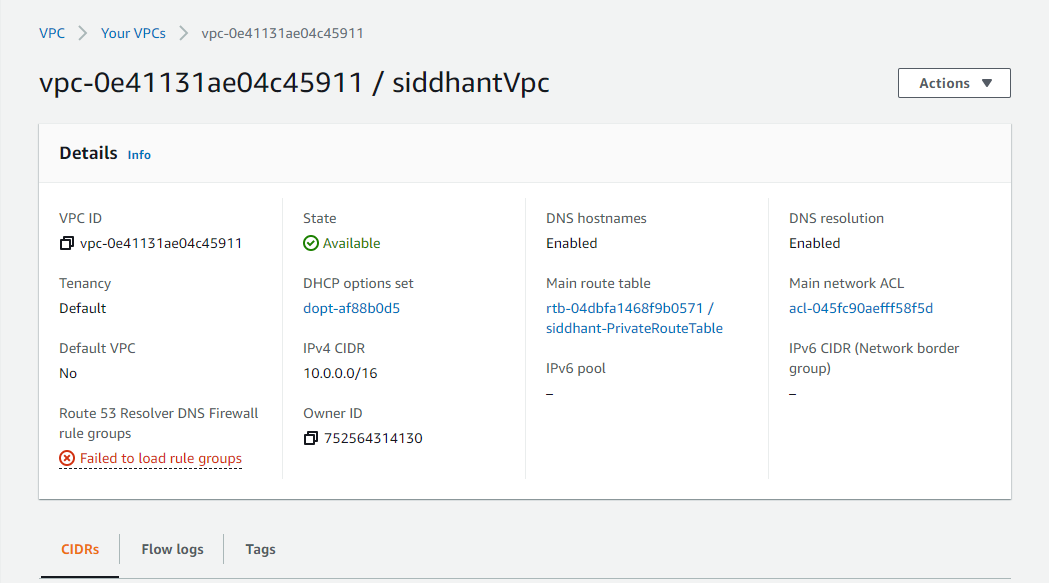 VPC > Your VPCs > vpc-0e41131ae04c45911
vpc-0e41131ae04c45911 / siddhantVpc
Actions ▼
Details Info
VPC ID
vpc-0e41131ae04c45911
State
Available
DNS hostnames
Enabled
DNS resolution
Enabled
Tenancy
Default
DHCP options set
dopt-af88b0d5
Main route table
rtb-04dbfa1468f9b0571 /
siddhant-PrivateRouteTable
Main network ACL
acl-045fc90aefff58f5d
Default VPC
No
IPv4 CIDR
10.0.0.0/16
IPv6 pool
–
IPv6 CIDR (Network border
group)
–
Route 53 Resolver DNS Firewall
rule groups
Failed to load rule groups
Owner ID
752564314130
CIDRs
Flow logs
Tags